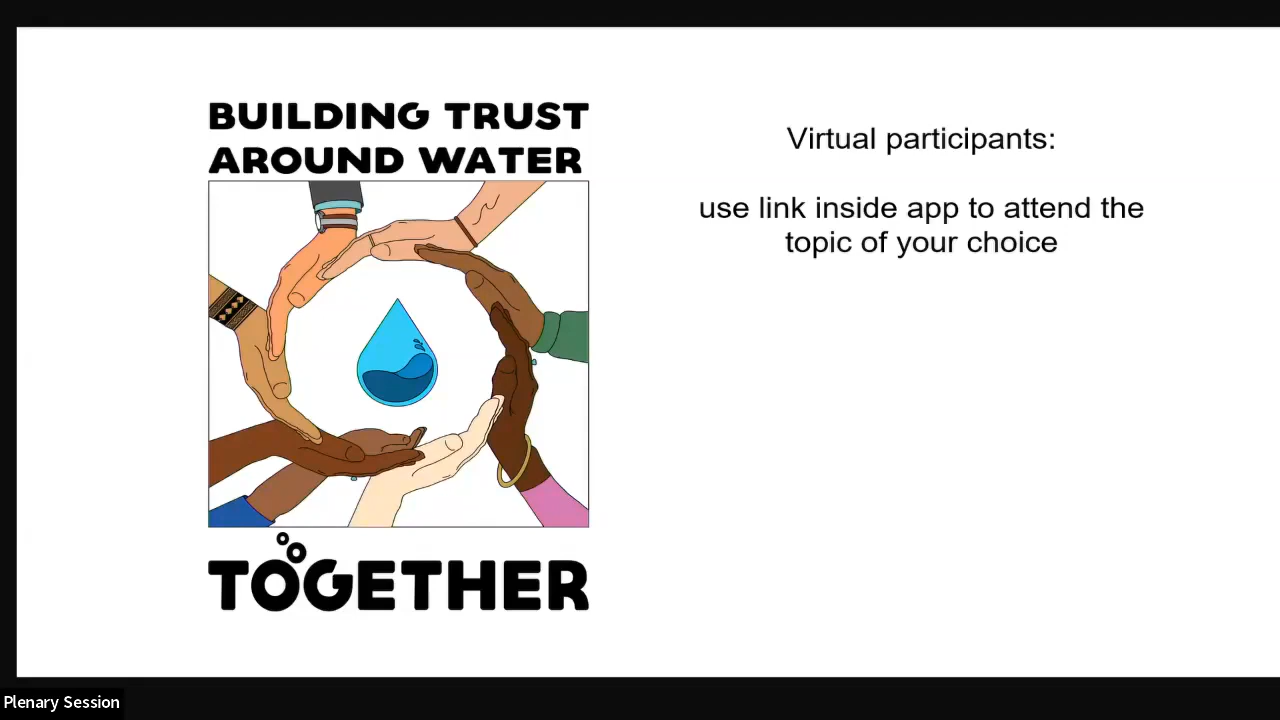 BUILDING TRUST
AROUND WATER
TOGETHER
Virtual participants:
use link inside app to attend the
topic of your choice
Plenary Session